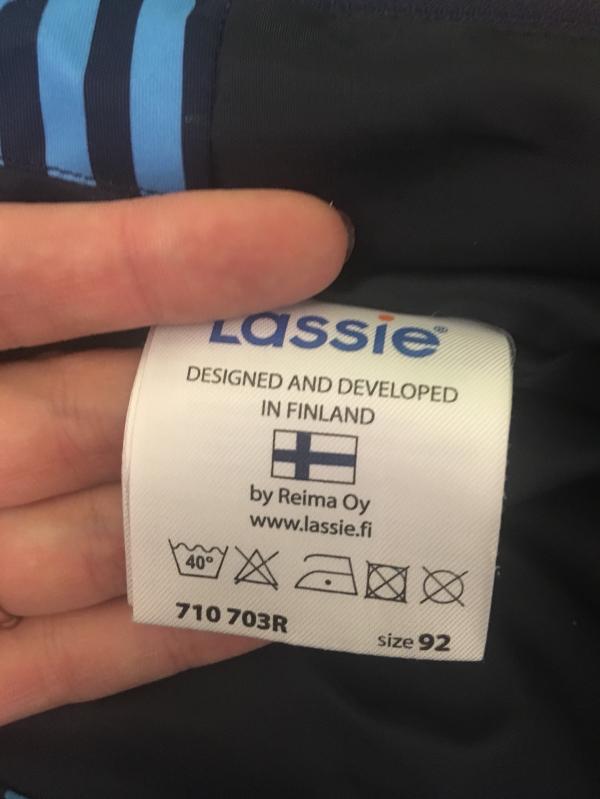 Lassie®
DESIGNED AND DEVELOPED
IN FINLAND
by Reima Oy
www.lassie.fi
40°
710 703R
size 92